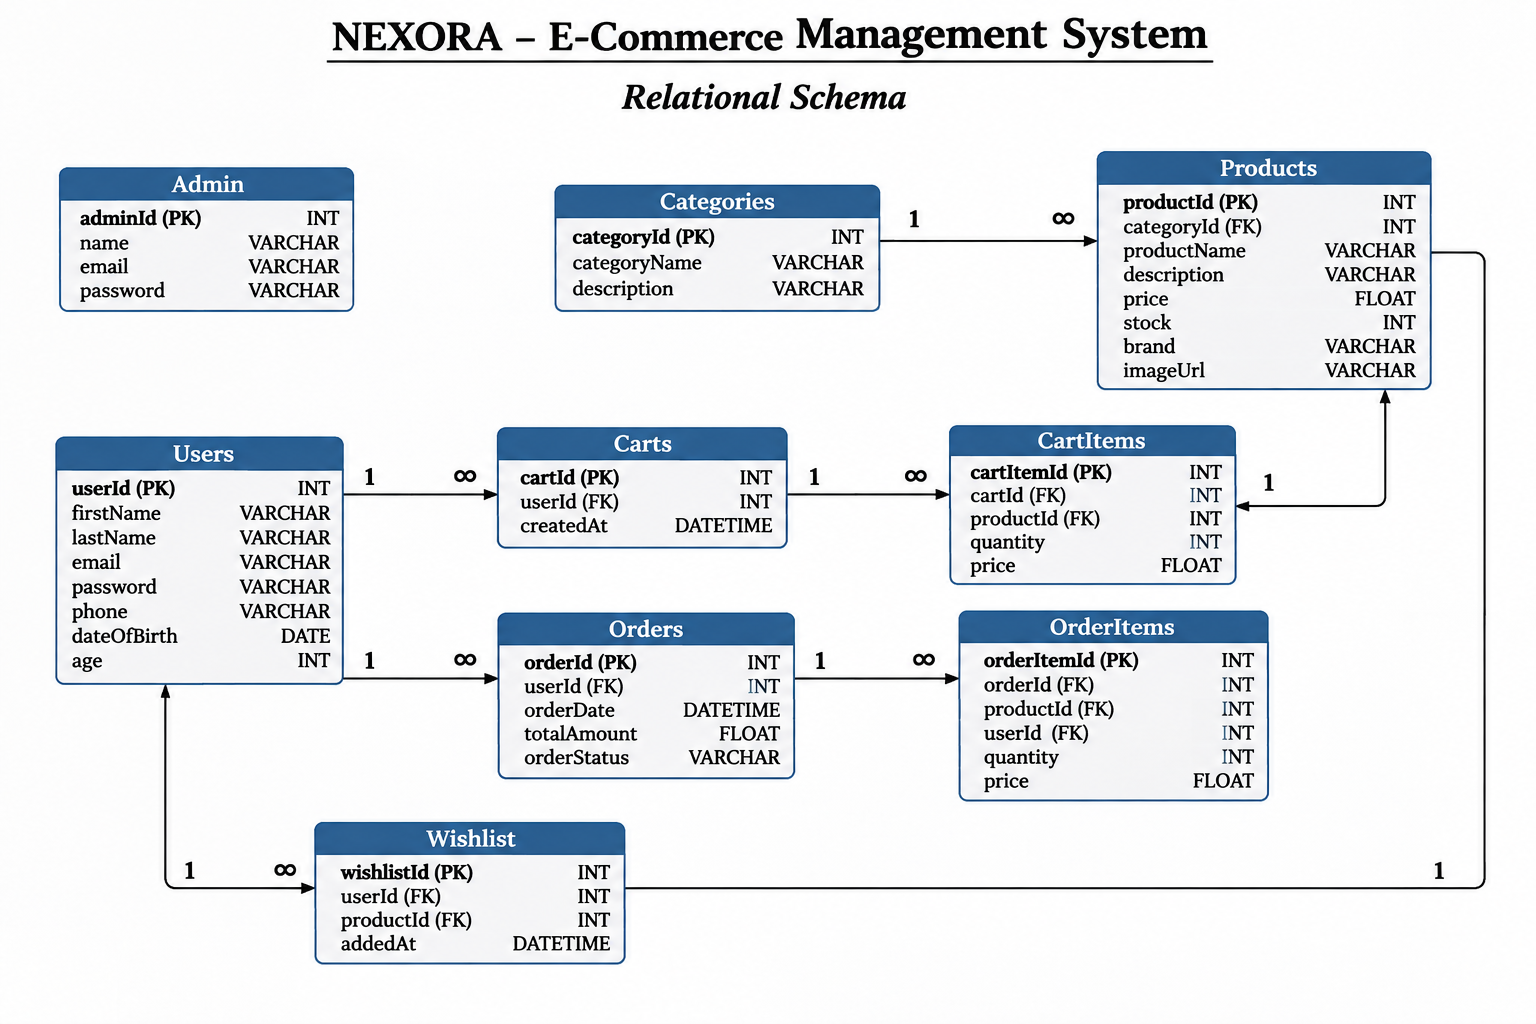 NEXORA – E-Commerce Management System
Relational Schema
Admin
adminId (PK) INT
name VARCHAR
email VARCHAR
password VARCHAR
Categories
categoryId (PK) INT
categoryName VARCHAR
description VARCHAR
1 ∞
Products
productId (PK) INT
categoryId (FK) INT
productName VARCHAR
description VARCHAR
price FLOAT
stock INT
brand VARCHAR
imageUrl VARCHAR
Users
userId (PK) INT
firstName VARCHAR
lastName VARCHAR
email VARCHAR
password VARCHAR
phone VARCHAR
dateOfBirth DATE
age INT
1 ∞
Carts
cartId (PK) INT
userId (FK) INT
createdAt DATETIME
1 ∞
CartItems
cartItemId (PK) INT
cartId (FK) INT
productId (FK) INT
quantity INT
price FLOAT
1
1 ∞
Orders
orderId (PK) INT
userId (FK) INT
orderDate DATETIME
totalAmount FLOAT
orderStatus VARCHAR
1 ∞
OrderItems
orderItemId (PK) INT
orderId (FK) INT
productId (FK) INT
userId (FK) INT
quantity INT
price FLOAT
1 ∞
Wishlist
wishlistId (PK) INT
userId (FK) INT
productId (FK) INT
addedAt DATETIME
1